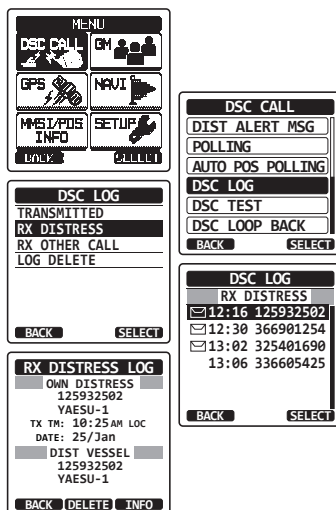 MENU
DSC CALL
GM
GPS
NAVI
MMSI/POS
INFO
SETUP
BACK SELECT
DSC CALL
DIST ALERT MSG
POLLING
AUTO POS POLLING
DSC LOG
DSC TEST
DSC LOOP BACK
BACK SELECT
DSC LOG
TRANSMITTED
RX DISTRESS
RX OTHER CALL
LOG DELETE
BACK SELECT
DSC LOG
RX DISTRESS
12:16 125932502
12:30 366901254
13:02 325401690
13:06 336605425
BACK SELECT
RX DISTRESS LOG
OWN DISTRESS
125932502
YAESU-1
TX TM: 10:25AM LOC
DATE: 25/Jan
DIST VESSEL
125932502
YAESU-1
BACK DELETE INFO